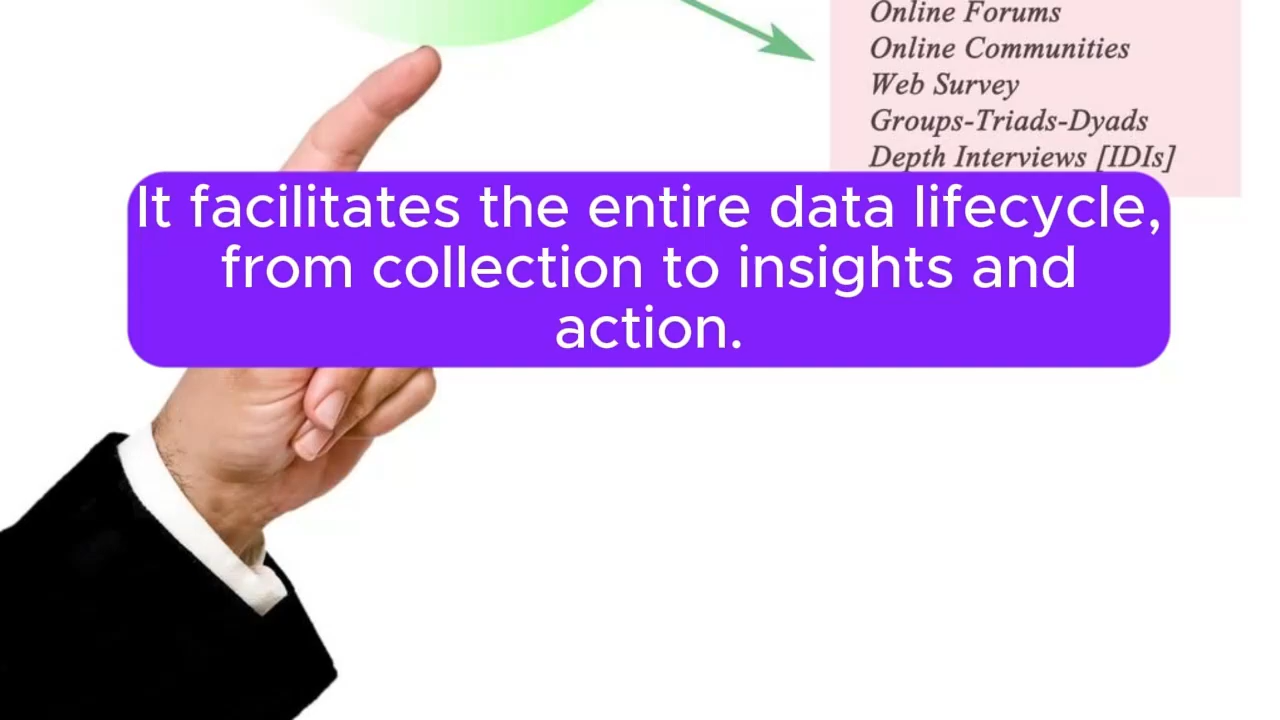 Online Forums
Online Communities
Web Survey
Groups-Triads-Dyads
Depth Interviews [IDIs]
It facilitates the entire data lifecycle,
from collection to insights and
action.